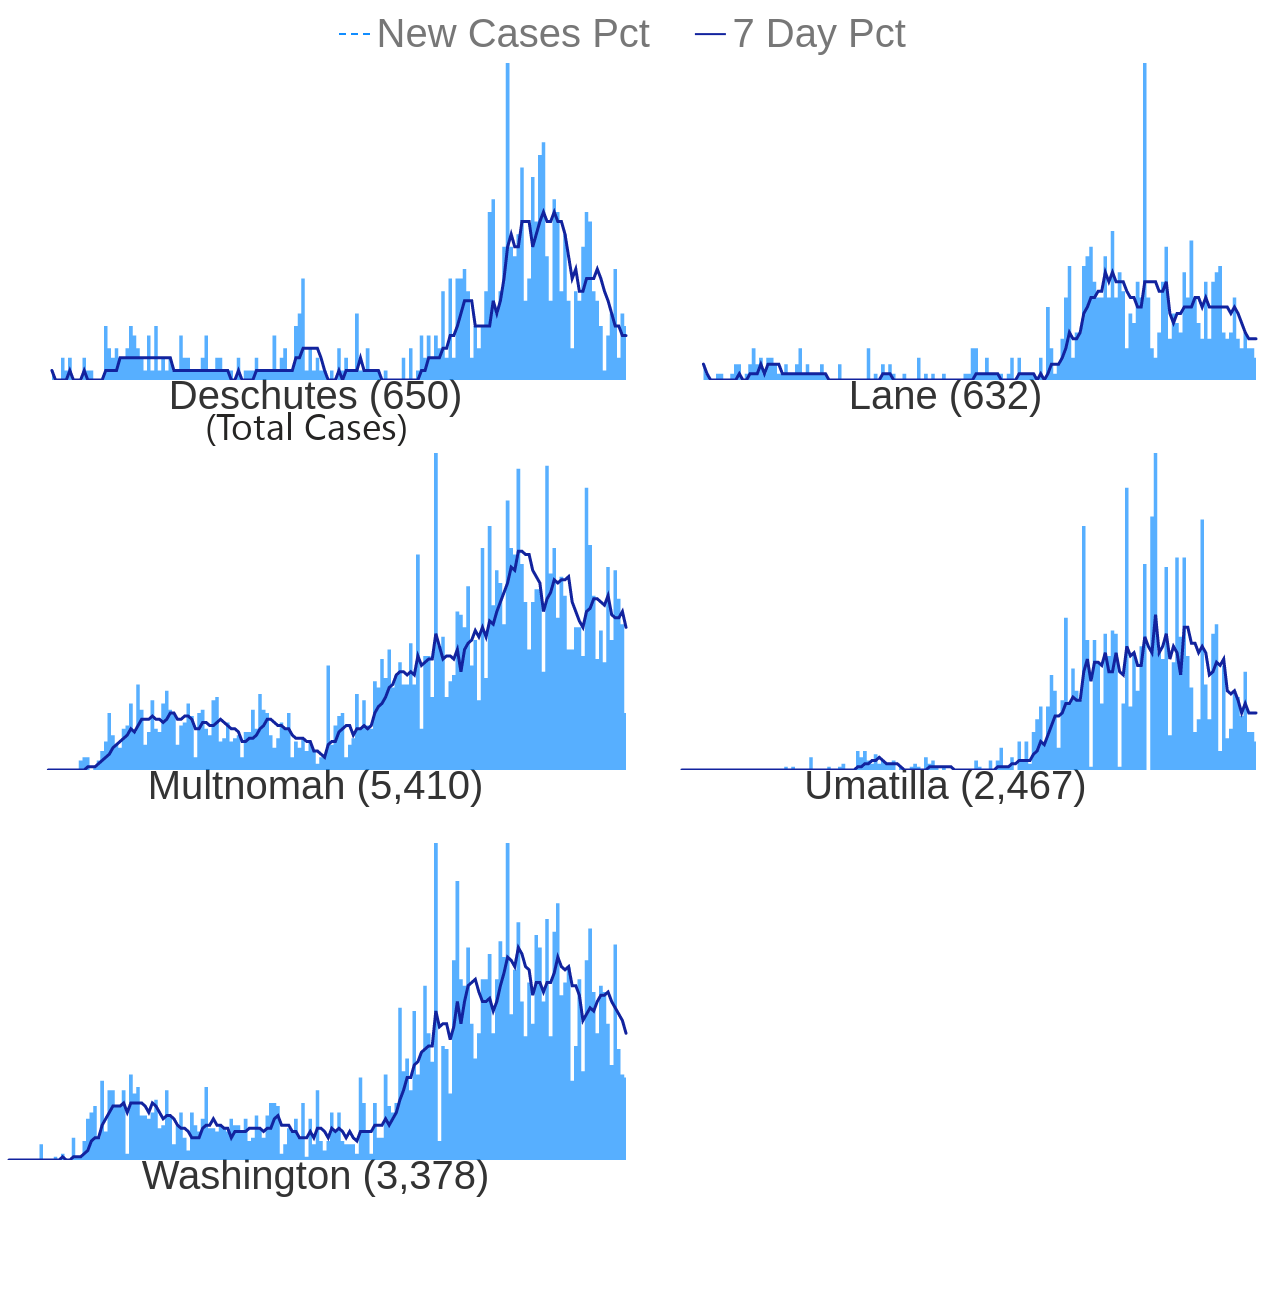 New Cases Pct 7 Day Pct
Deschutes (650)
(Total Cases)
Lane (632)
Multnomah (5,410)
Umatilla (2,467)
Washington (3,378)